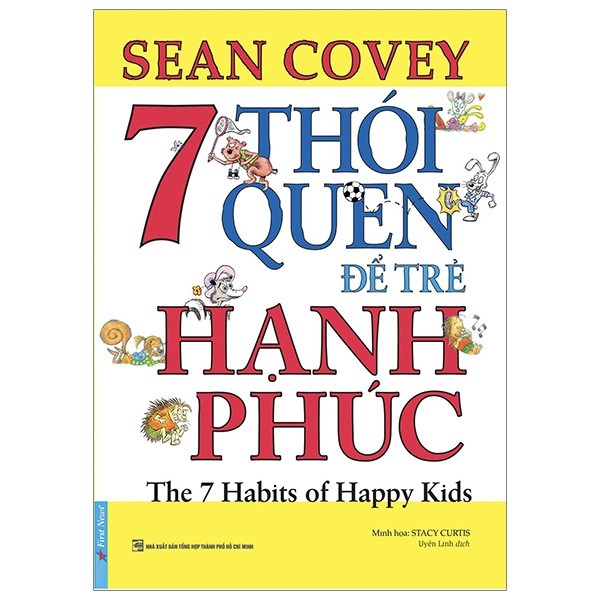 SEAN COVEY
7 THÓI
QUEN
ĐỂ TRẺ
HẠNH
PHÚC
The 7 Habits of Happy Kids
Minh họa: STACY CURTIS
Uyên Linh dịch
First News
NHÀ XUẤT BẢN TỔNG HỢP THÀNH PHỐ HỒ CHÍ MINH